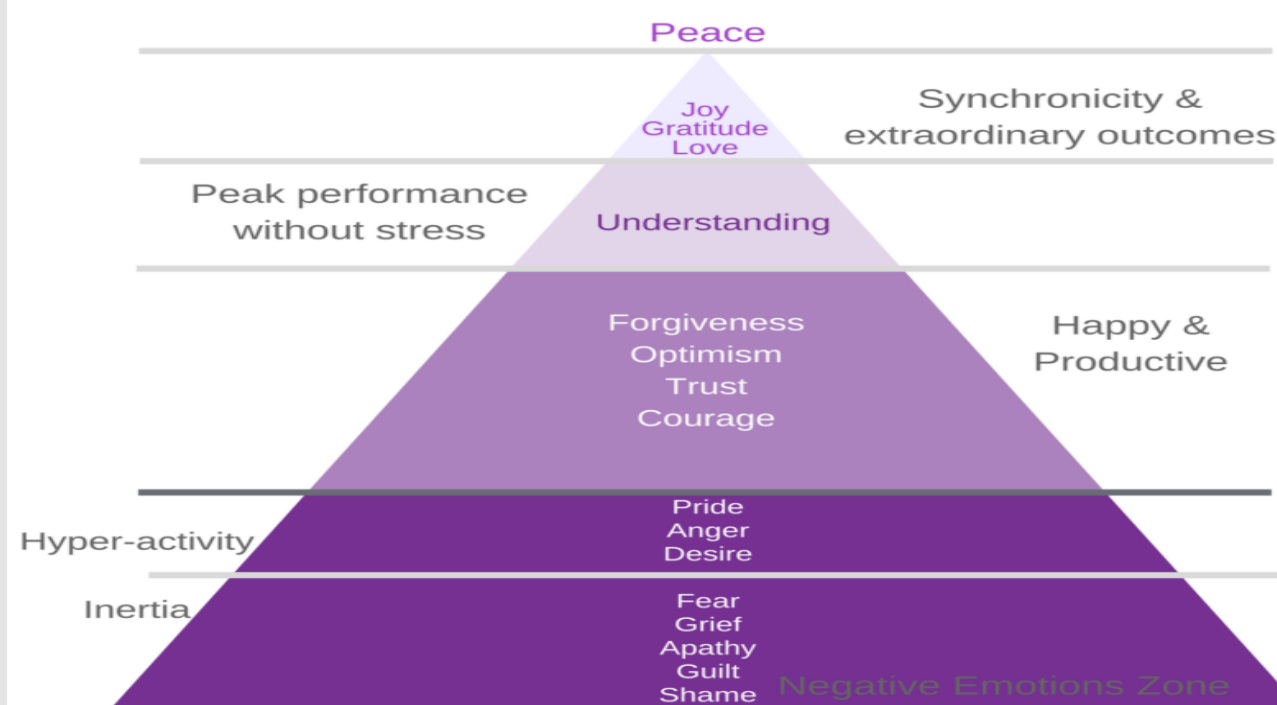 Peace
Joy
Gratitude
Love
Synchronicity &
extraordinary outcomes
Peak performance
without stress
Understanding
Forgiveness
Optimism
Trust
Courage
Happy &
Productive
Pride
Anger
Desire
Hyper-activity
Inertia
Fear
Grief
Apathy
Guilt
Shame
Negative Emotions Zone